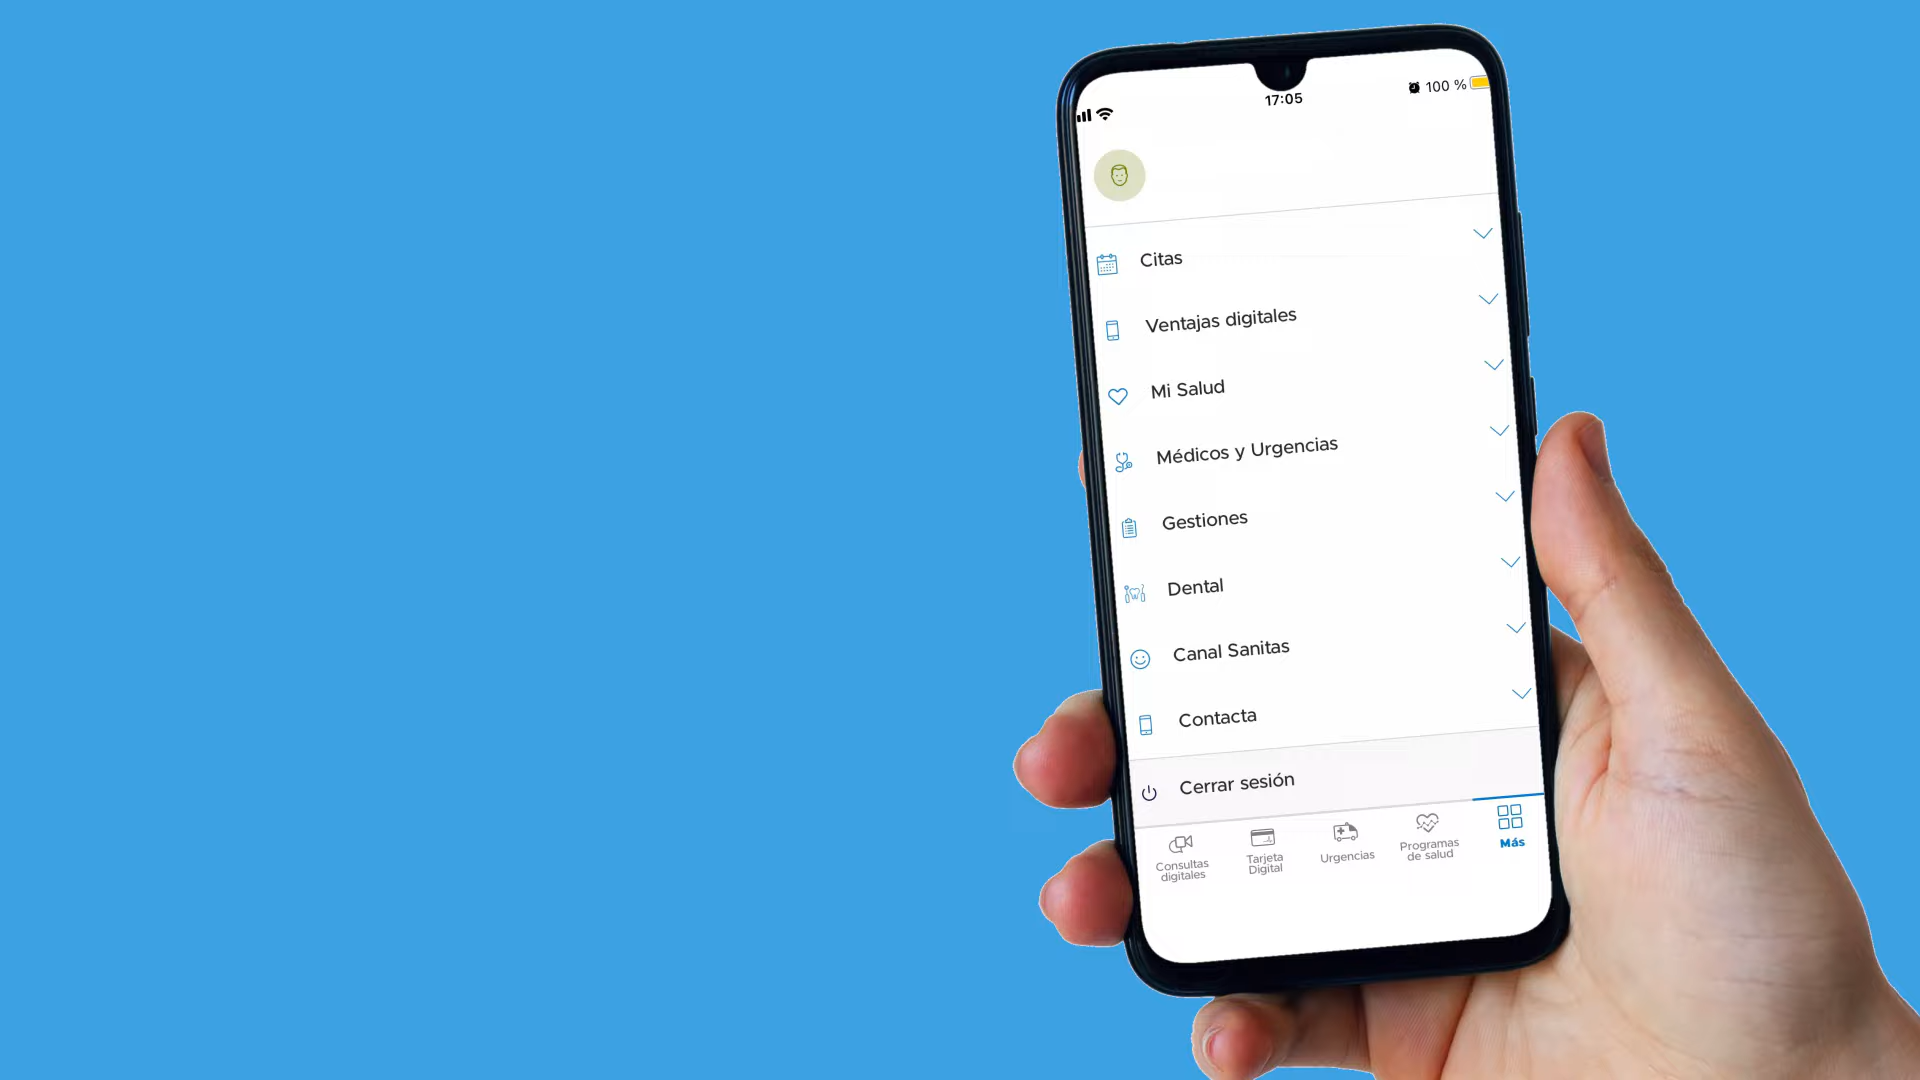 17:05
100 %
Citas
Ventajas digitales
Mi Salud
Médicos y Urgencias
Gestiones
Dental
Canal Sanitas
Contacta
Cerrar sesión
Consultas
digitales
Tarjeta
Digital
Urgencias
Programas
de salud
Más